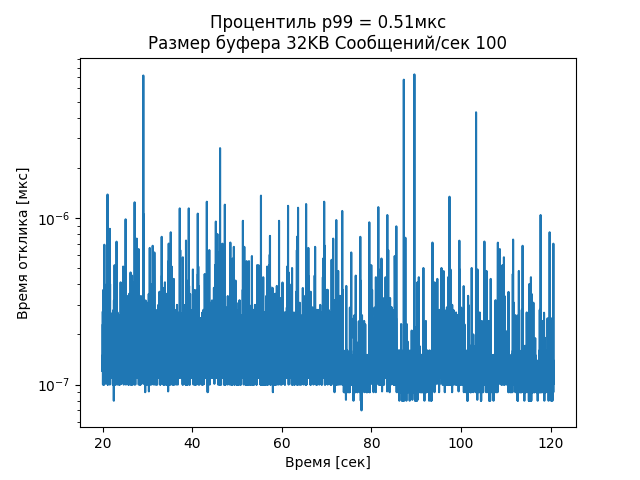 Процентиль p99 = 0.51мкс
Размер буфера 32KB Сообщений/сек 100
Время отклика [мкс]
10⁻⁶
10⁻⁷
20 40 60 80 100 120
Время [сек]